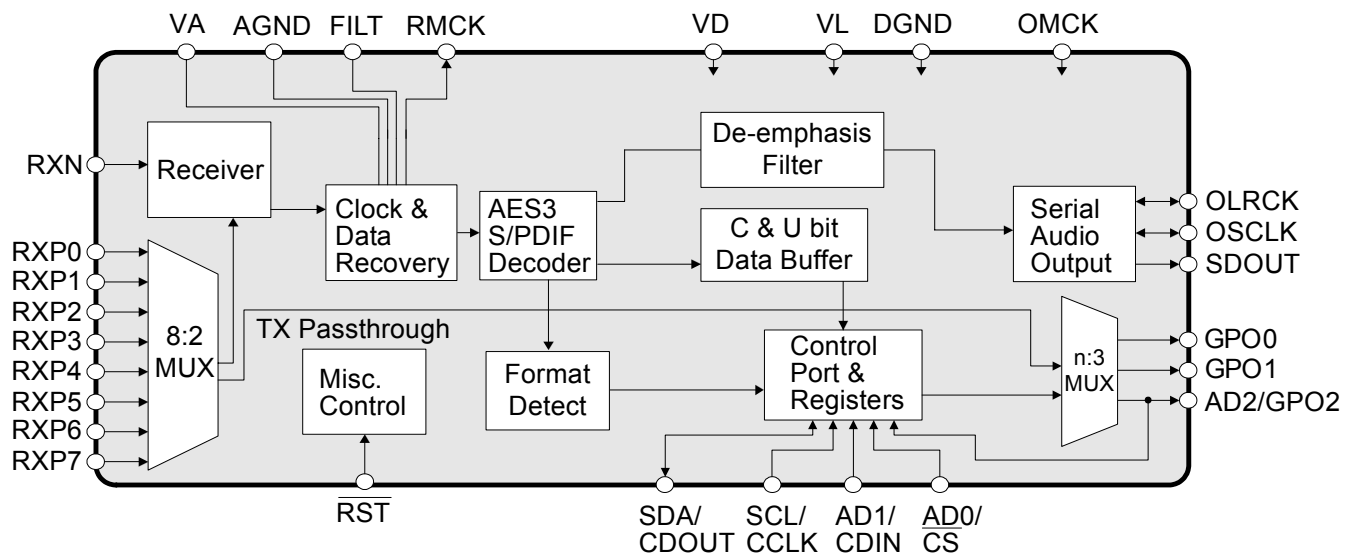 VA AGND FILT RMCK VD VL DGND OMCK
RXN
Receiver
Clock &
Data
Recovery
AES3
S/PDIF
Decoder
De-emphasis
Filter
C & U bit
Data Buffer
Serial
Audio
Output
OLRCK
OSCLK
SDOUT
RXP0
RXP1
RXP2
RXP3
RXP4
RXP5
RXP6
RXP7
8:2
MUX
TX Passthrough
Misc.
Control
Format
Detect
Control
Port &
Registers
n:3
MUX
GPO0
GPO1
AD2/GPO2
RST
SDA/
CDOUT
SCL/
CCLK
AD1/
CDIN
AD0/
CS